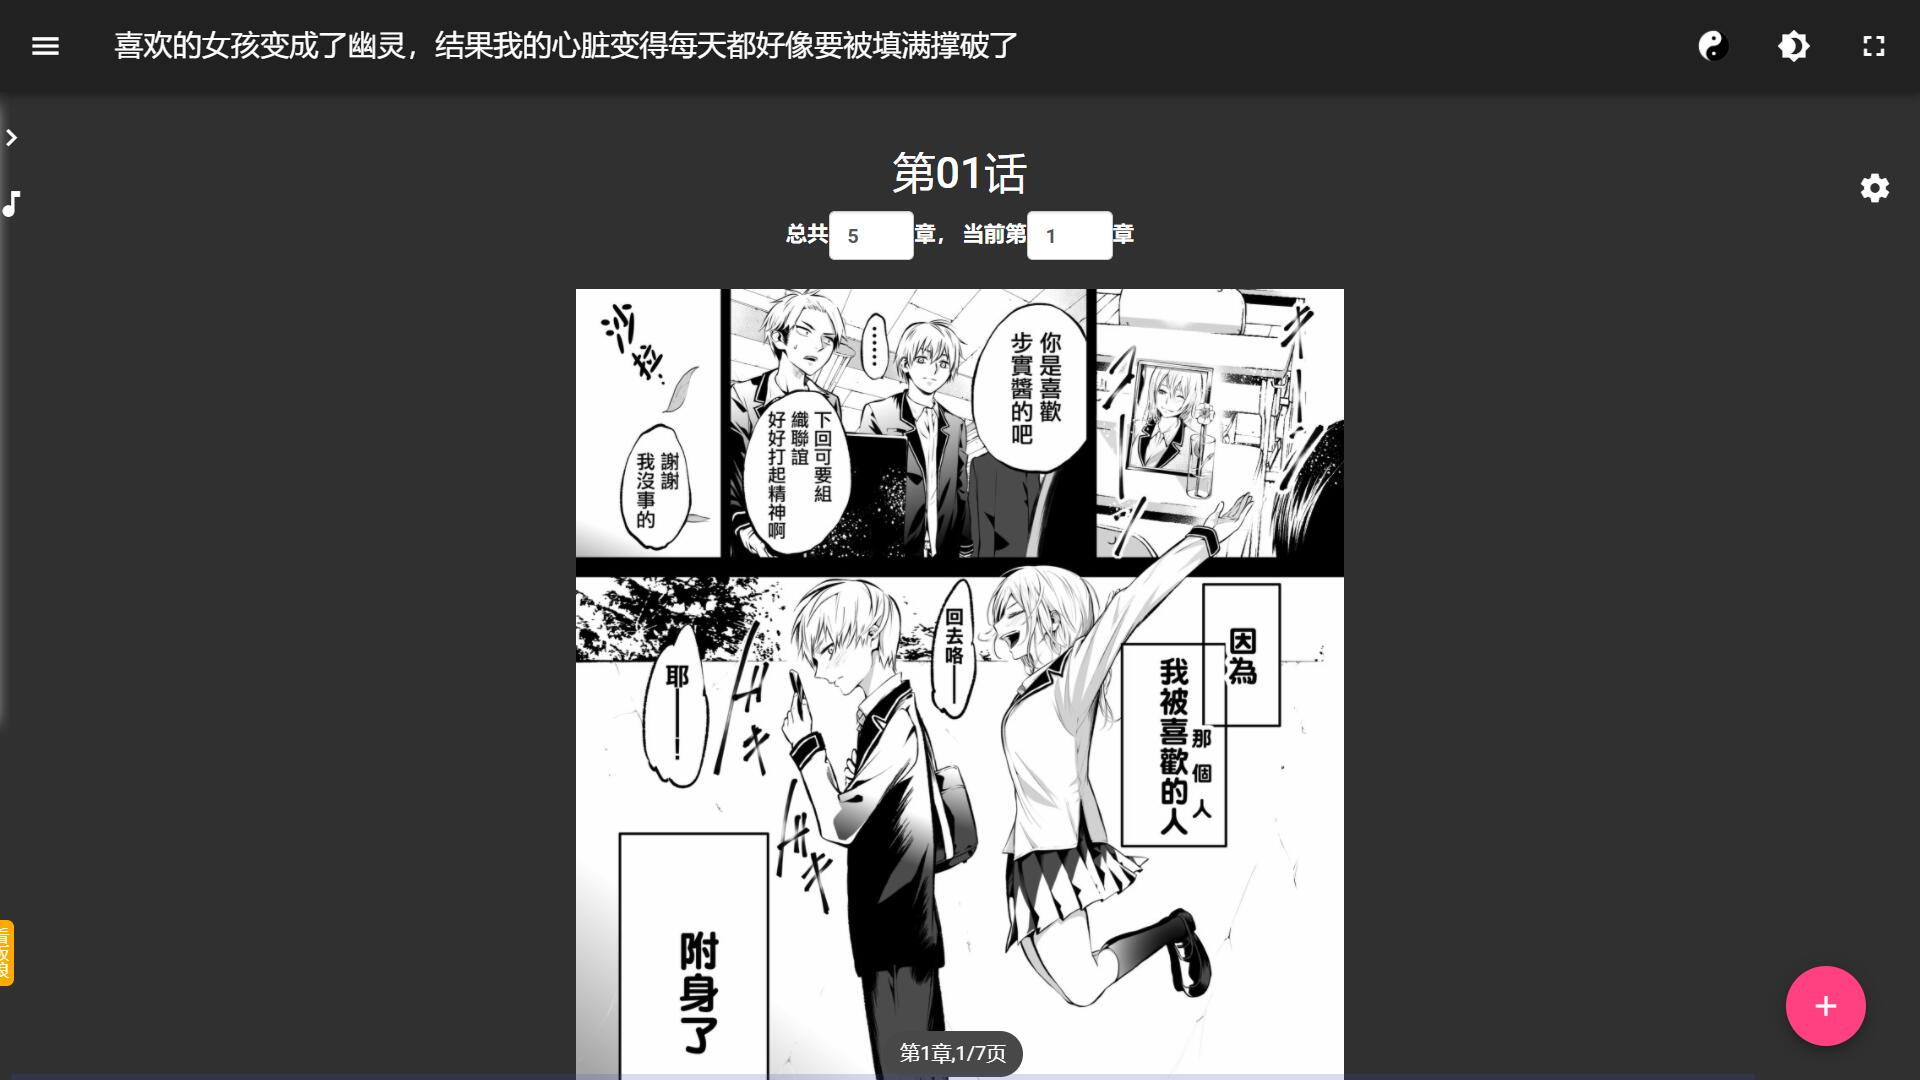 喜欢的女孩变成了幽灵，结果我的心脏变得每天都好像要被填满撑破了
第01话
总共 5 章， 当前第 1 章
你是喜歡
步實醬的吧
……
下回可要組
織聯誼
好好打起精神啊
沙
拉
謝謝
我沒事的
因為
我被喜歡的人
那個人
回去咯——
耶——！
附身了
第1章,1/7页